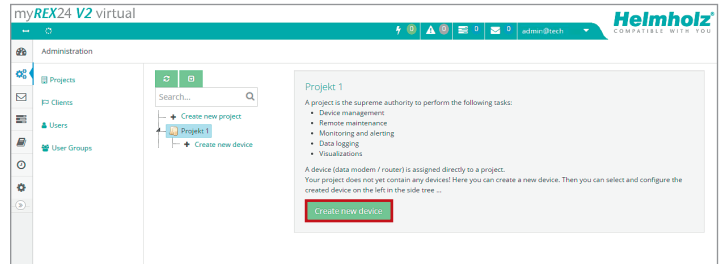 myREX24 V2 virtual
Helmholz®
COMPATIBLE WITH YOU
0
0
0
0
admin@tech
Administration
Projects
Clients
Users
User Groups
Search...
Create new project
Projekt 1
Create new device
Projekt 1
A project is the supreme authority to perform the following tasks:
• Device management
• Remote maintenance
• Monitoring and alerting
• Data logging
• Visualizations
A device (data modem / router) is assigned directly to a project.
Your project does not yet contain any devices! Here you can create a new device. Then you can select and configure the
created device on the left in the side tree ...
Create new device